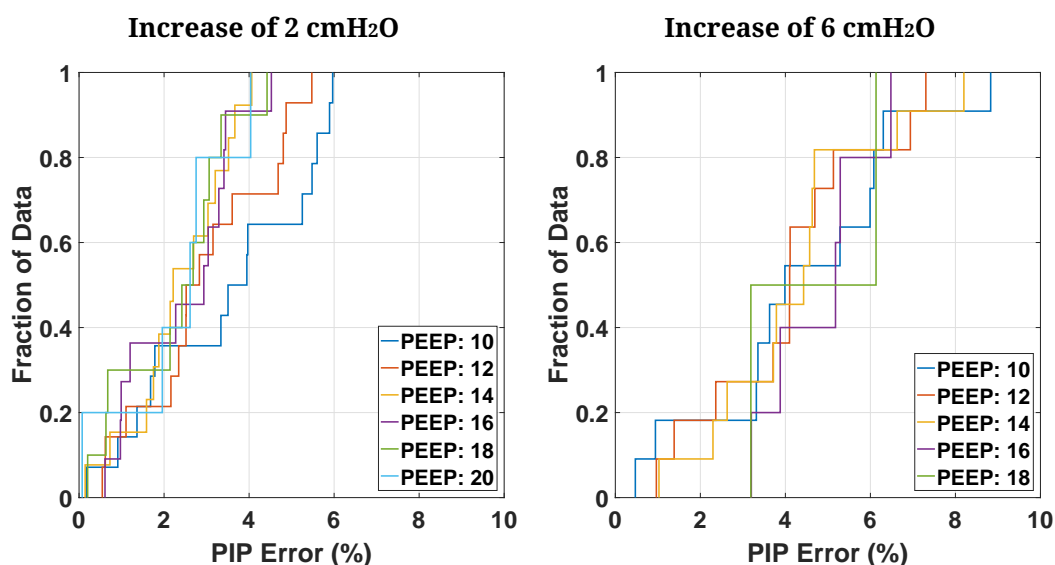 Increase of 2 cmH2O
1
0.8
0.6
0.4
0.2
0
Fraction of Data
0 2 4 6 8 10
PIP Error (%)
PEEP: 10
PEEP: 12
PEEP: 14
PEEP: 16
PEEP: 18
PEEP: 20
Increase of 6 cmH2O
1
0.8
0.6
0.4
0.2
0
Fraction of Data
0 2 4 6 8 10
PIP Error (%)
PEEP: 10
PEEP: 12
PEEP: 14
PEEP: 16
PEEP: 18